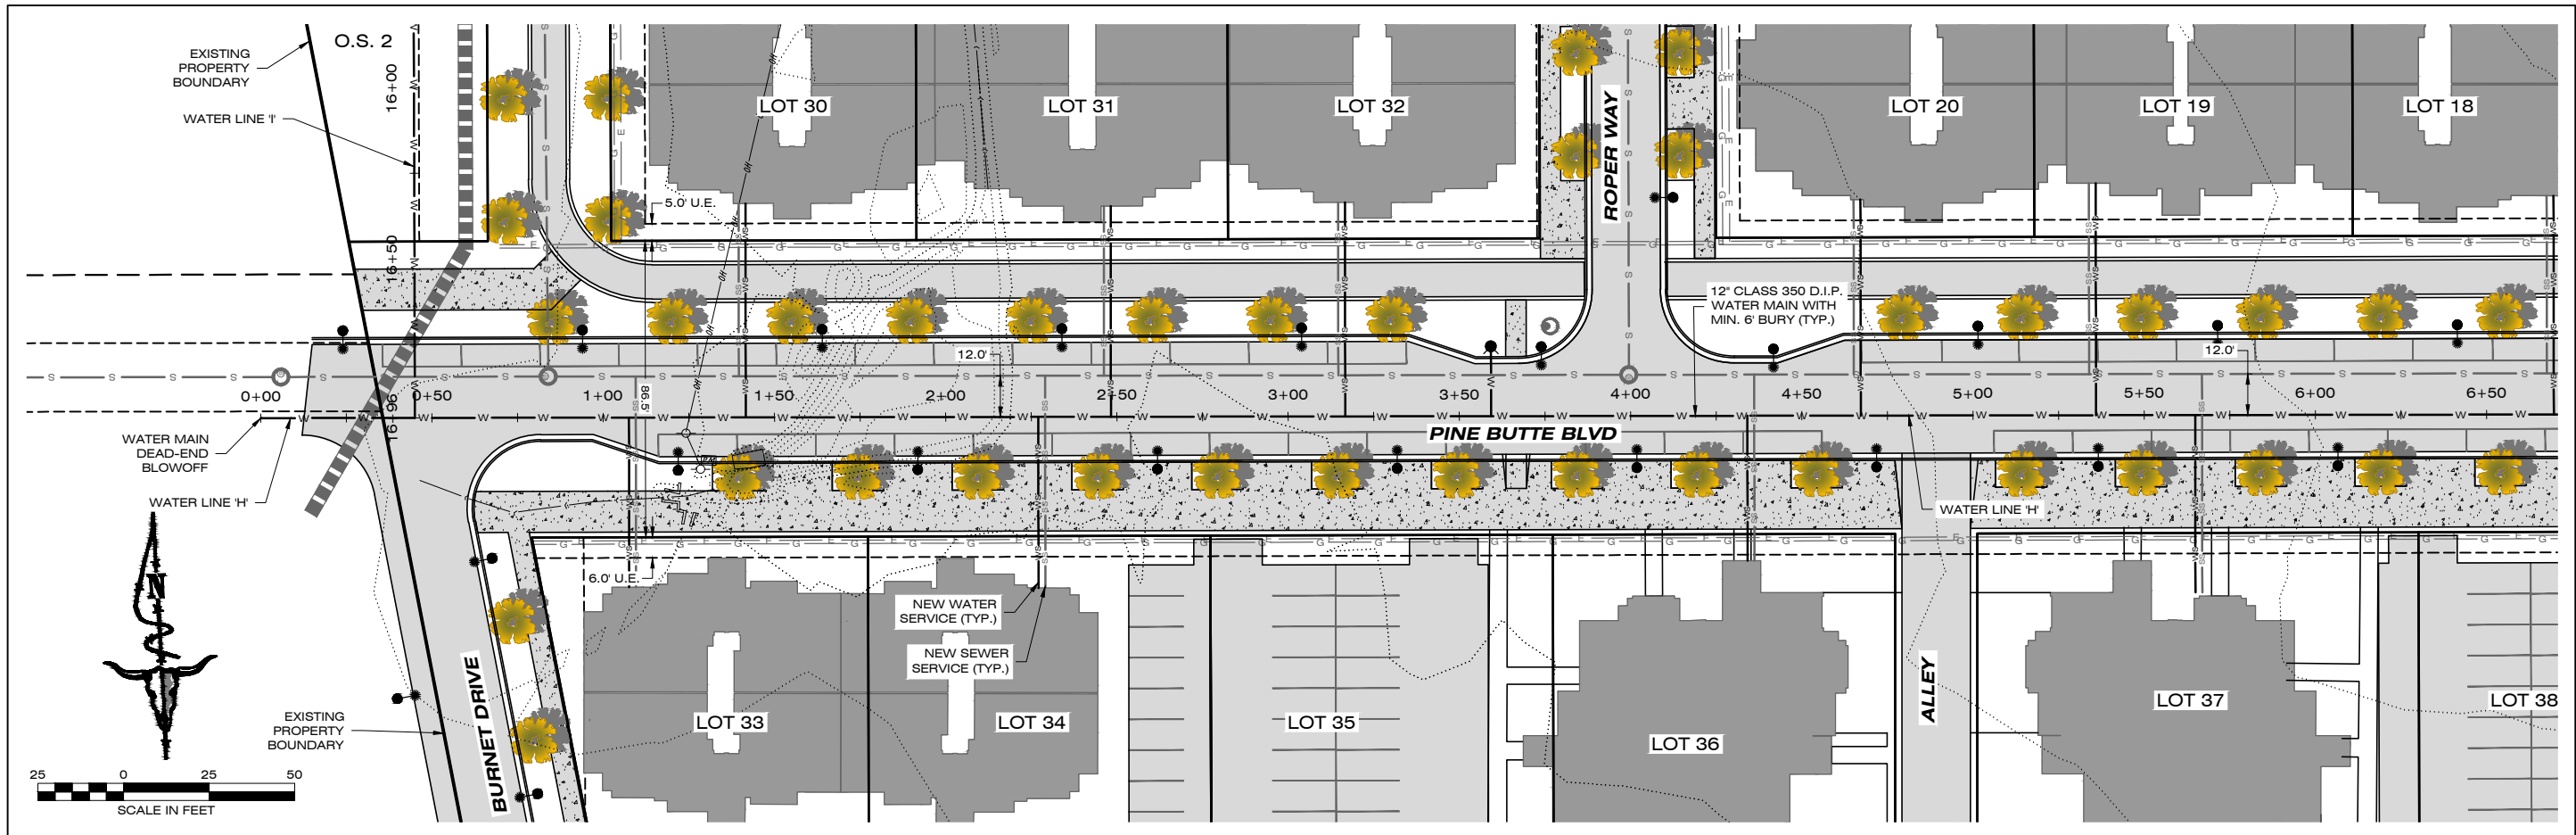 O.S. 2
EXISTING
PROPERTY
BOUNDARY
WATER LINE 'I'
16+00
16+50
16+96
LOT 30
LOT 31
LOT 32
ROPER WAY
LOT 20
LOT 19
LOT 18
5.0' U.E.
12" CLASS 350 D.I.P.
WATER MAIN WITH
MIN. 6' BURY (TYP.)
12.0'
12.0'
86.5'
0+00
0+50
1+00
1+50
2+00
2+50
3+00
3+50
4+00
4+50
5+00
5+50
6+00
6+50
PINE BUTTE BLVD
WATER MAIN
DEAD-END
BLOWOFF
WATER LINE 'H'
WATER LINE 'H'
6.0' U.E.
NEW WATER
SERVICE (TYP.)
NEW SEWER
SERVICE (TYP.)
N
EXISTING
PROPERTY
BOUNDARY
BURNET DRIVE
LOT 33
LOT 34
LOT 35
LOT 36
ALLEY
LOT 37
LOT 38
25 0 25 50
SCALE IN FEET